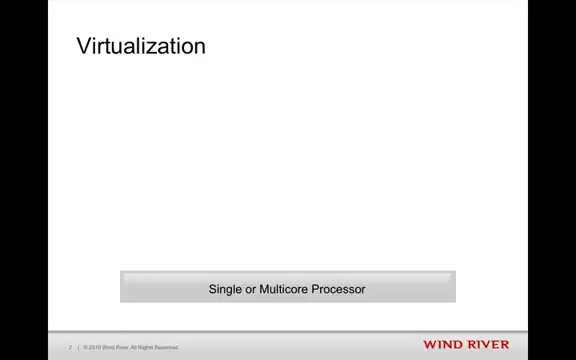 Virtualization
Single or Multicore Processor
2 | © 2010 Wind River. All Rights Reserved.
WIND RIVER